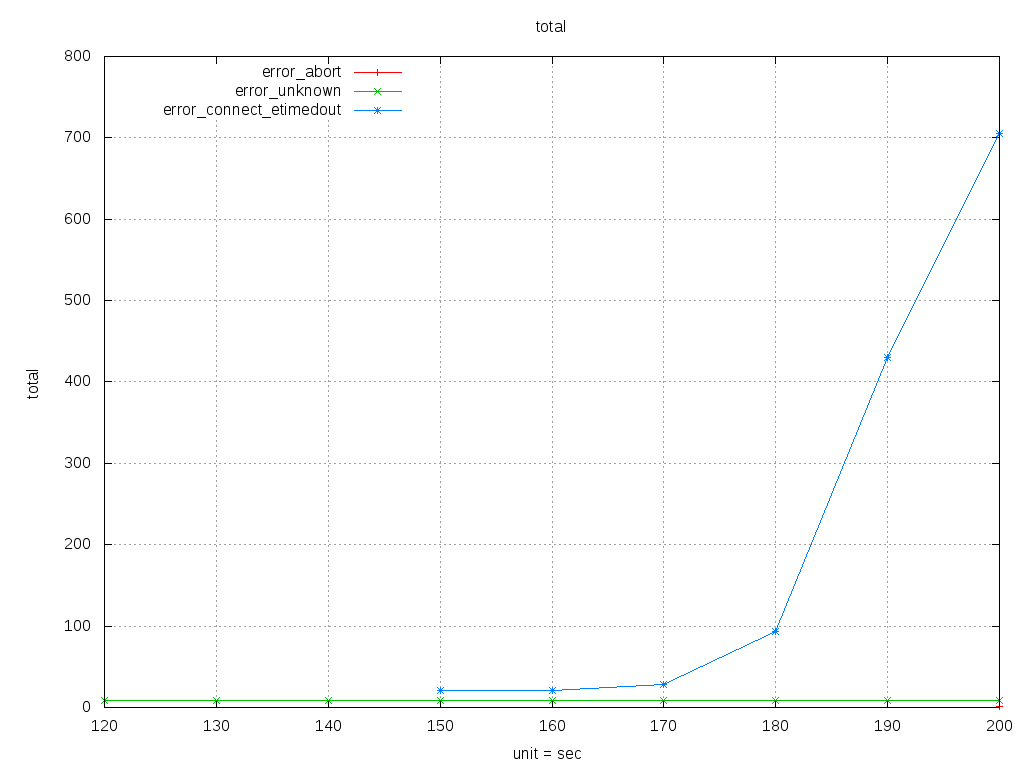 total
800
700
600
500
400
300
200
100
0
total
error_abort
error_unknown
error_connect_etimedout
120 130 140 150 160 170 180 190 200
unit = sec